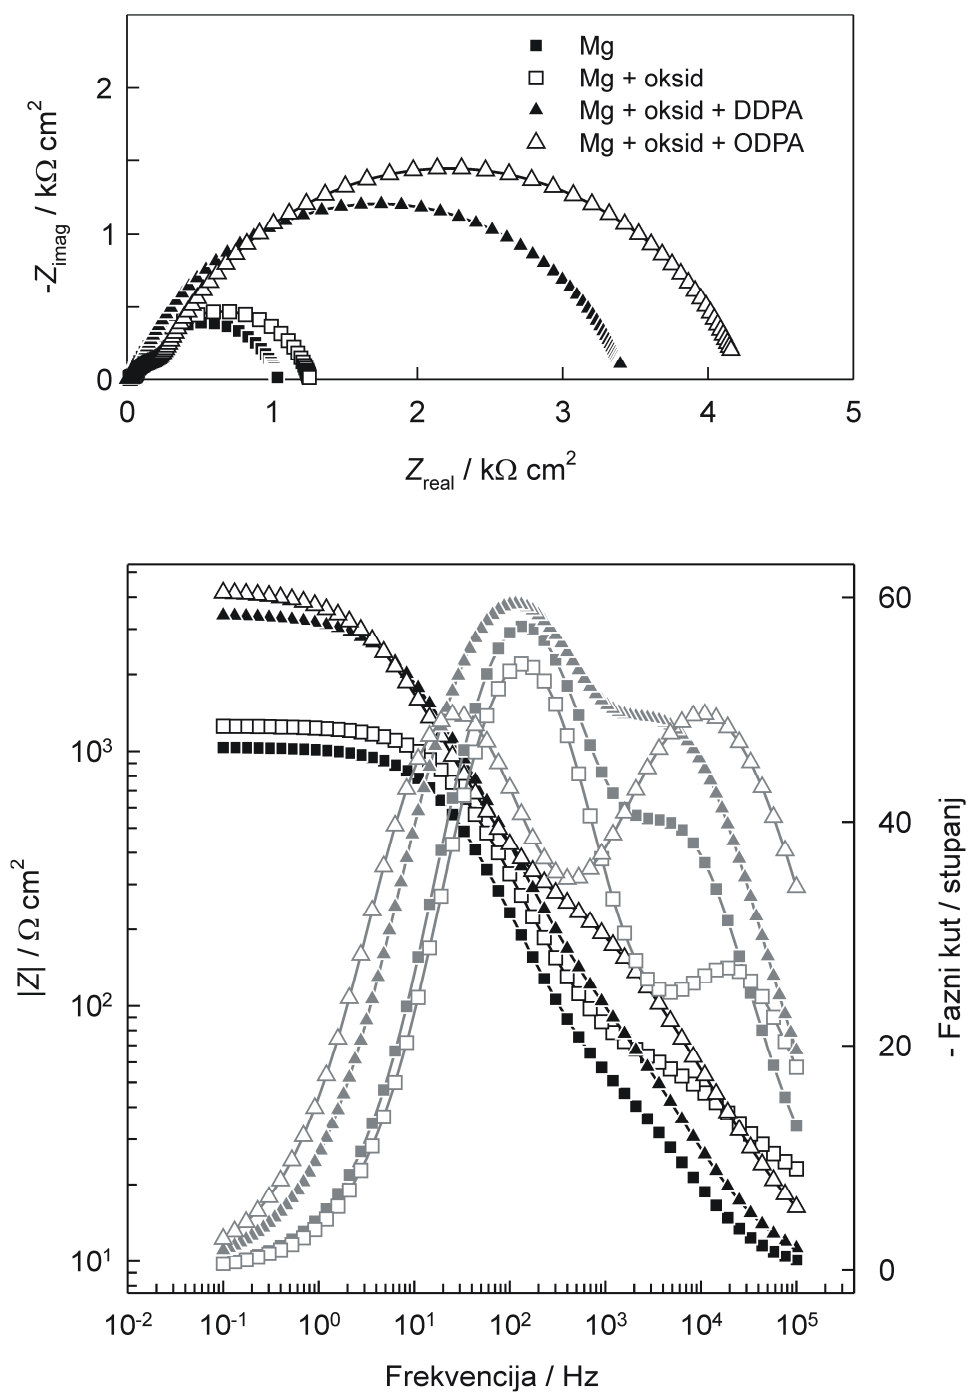 Mg
Mg + oksid
Mg + oksid + DDPA
Mg + oksid + ODPA
-Z_imag / kΩ cm²
2
1
0
0 1 2 3 4 5
Z_real / kΩ cm²
|Z| / Ω cm²
10³
10²
10¹
60
40
20
0
- Fazni kut / stupanj
10⁻² 10⁻¹ 10⁰ 10¹ 10² 10³ 10⁴ 10⁵
Frekvencija / Hz